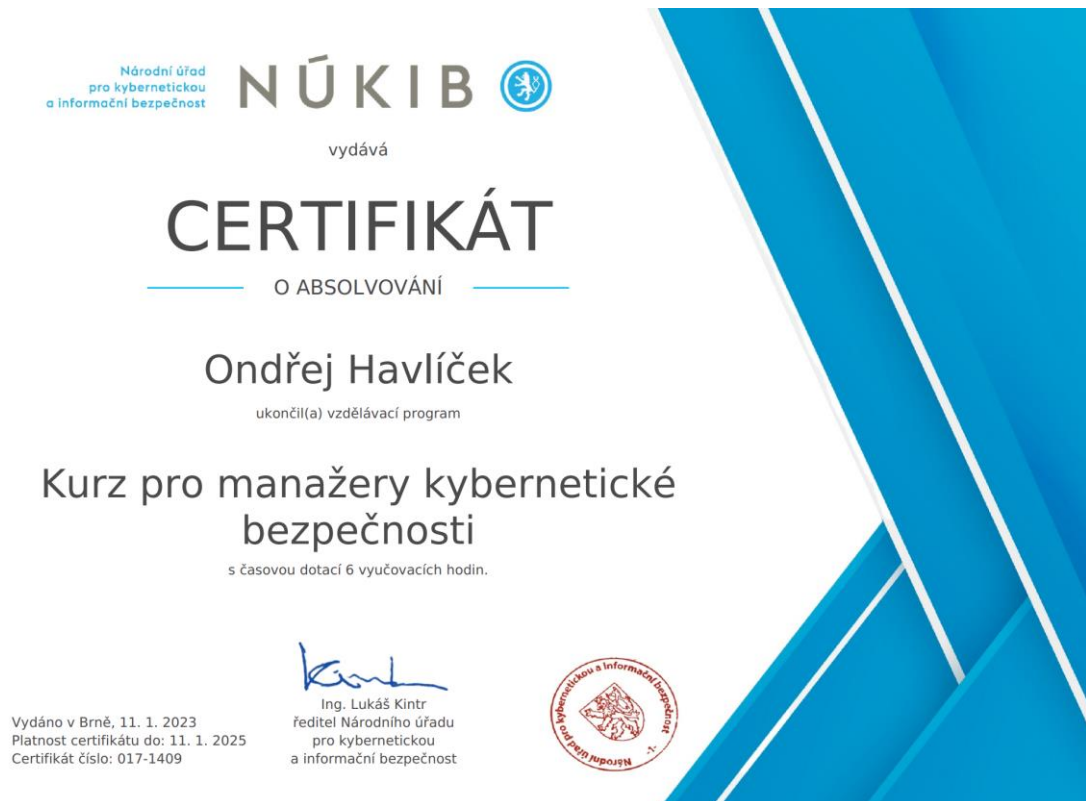 Národní úřad
pro kybernetickou
a informační bezpečnost
NÚKIB
vydává
CERTIFIKÁT
O ABSOLVOVÁNÍ
Ondřej Havlíček
ukončil(a) vzdělávací program
Kurz pro manažery kybernetické
bezpečnosti
s časovou dotací 6 vyučovacích hodin.
Vydáno v Brně, 11. 1. 2023
Platnost certifikátu do: 11. 1. 2025
Certifikát číslo: 017-1409
Ing. Lukáš Kintr
ředitel Národního úřadu
pro kybernetickou
a informační bezpečnost
Národní úřad pro kybernetickou a informační bezpečnost
-1-